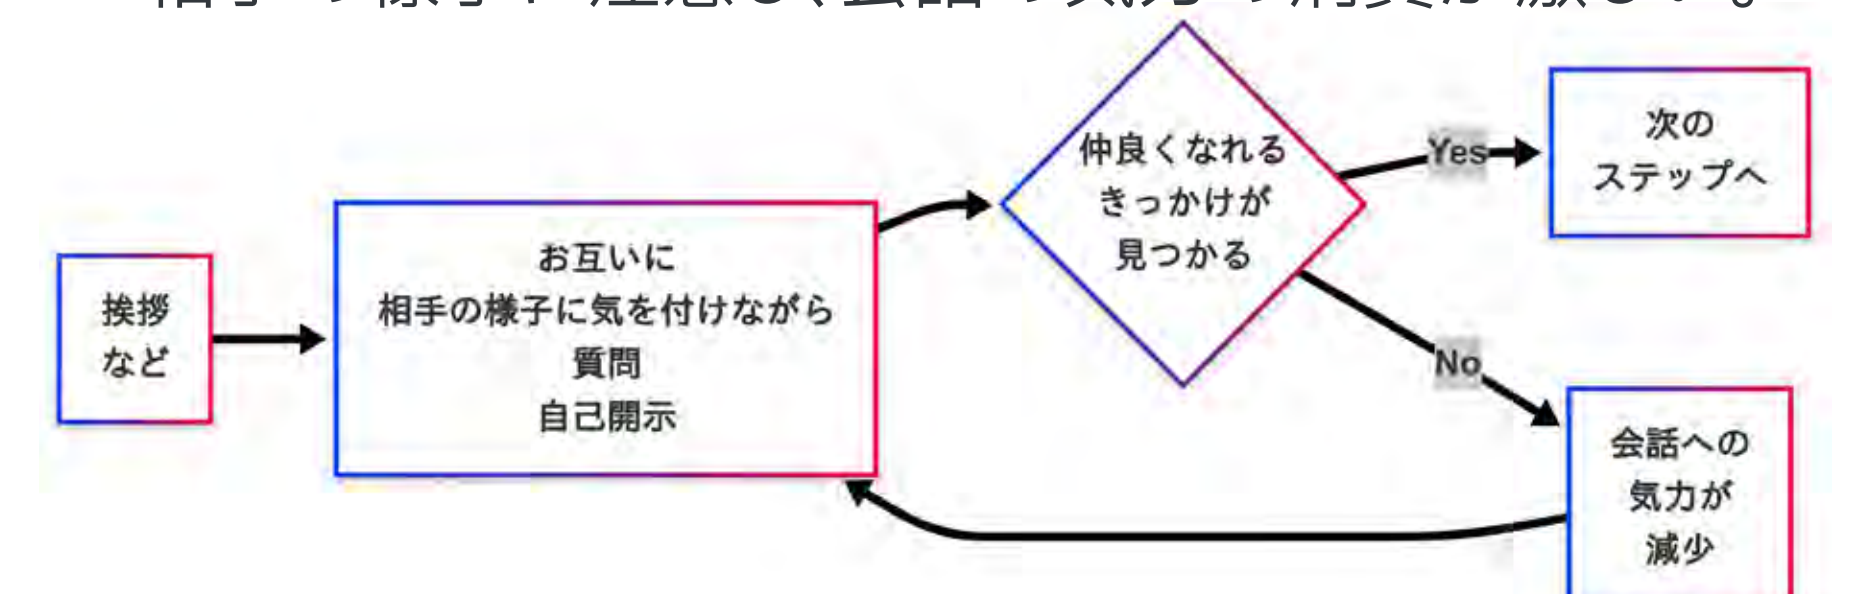 挨拶
など
お互いに
相手の様子に気を付けながら
質問
自己開示
仲良くなれる
きっかけが
見つかる
Yes
次の
ステップへ
No
会話への
気力が
減少